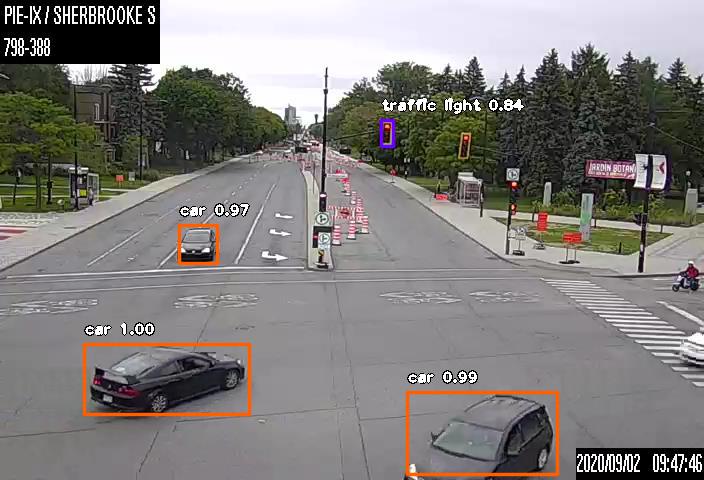 PIE-IX / SHERBROOKE S
798-388
traffic light 0.84
JARDIN BOTAN
car 0.97
car 1.00
car 0.99
2020/09/02 09:47:46